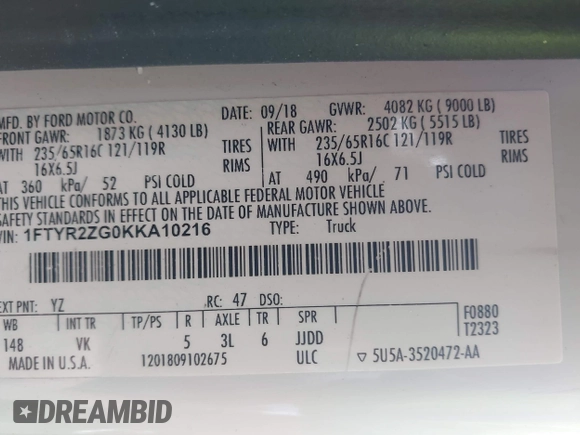 MFD. BY FORD MOTOR CO.
DATE: 09/18 GVWR: 4082 KG ( 9000 LB)
FRONT GAWR: 1873 KG ( 4130 LB)
REAR GAWR: 2502 KG ( 5515 LB)
WITH 235/65R16C 121/119R TIRES
WITH 235/65R16C 121/119R TIRES
16X6.5J RIMS
16X6.5J RIMS
AT 360 kPa/ 52 PSI COLD
AT 490 kPa/ 71 PSI COLD
THIS VEHICLE CONFORMS TO ALL APPLICABLE FEDERAL MOTOR VEHICLE
SAFETY STANDARDS IN EFFECT ON THE DATE OF MANUFACTURE SHOWN ABOVE.
VIN: 1FTYR2ZG0KKA10216 TYPE: Truck
EXT PNT: YZ RC: 47 DSO:
WB INT TR TP/PS R AXLE TR SPR
F0880
T2323
148 VK 5 3L 6 JJDD
MADE IN U.S.A. 1201809102675 ULC ▽ 5U5A-3520472-AA
DREAMBID